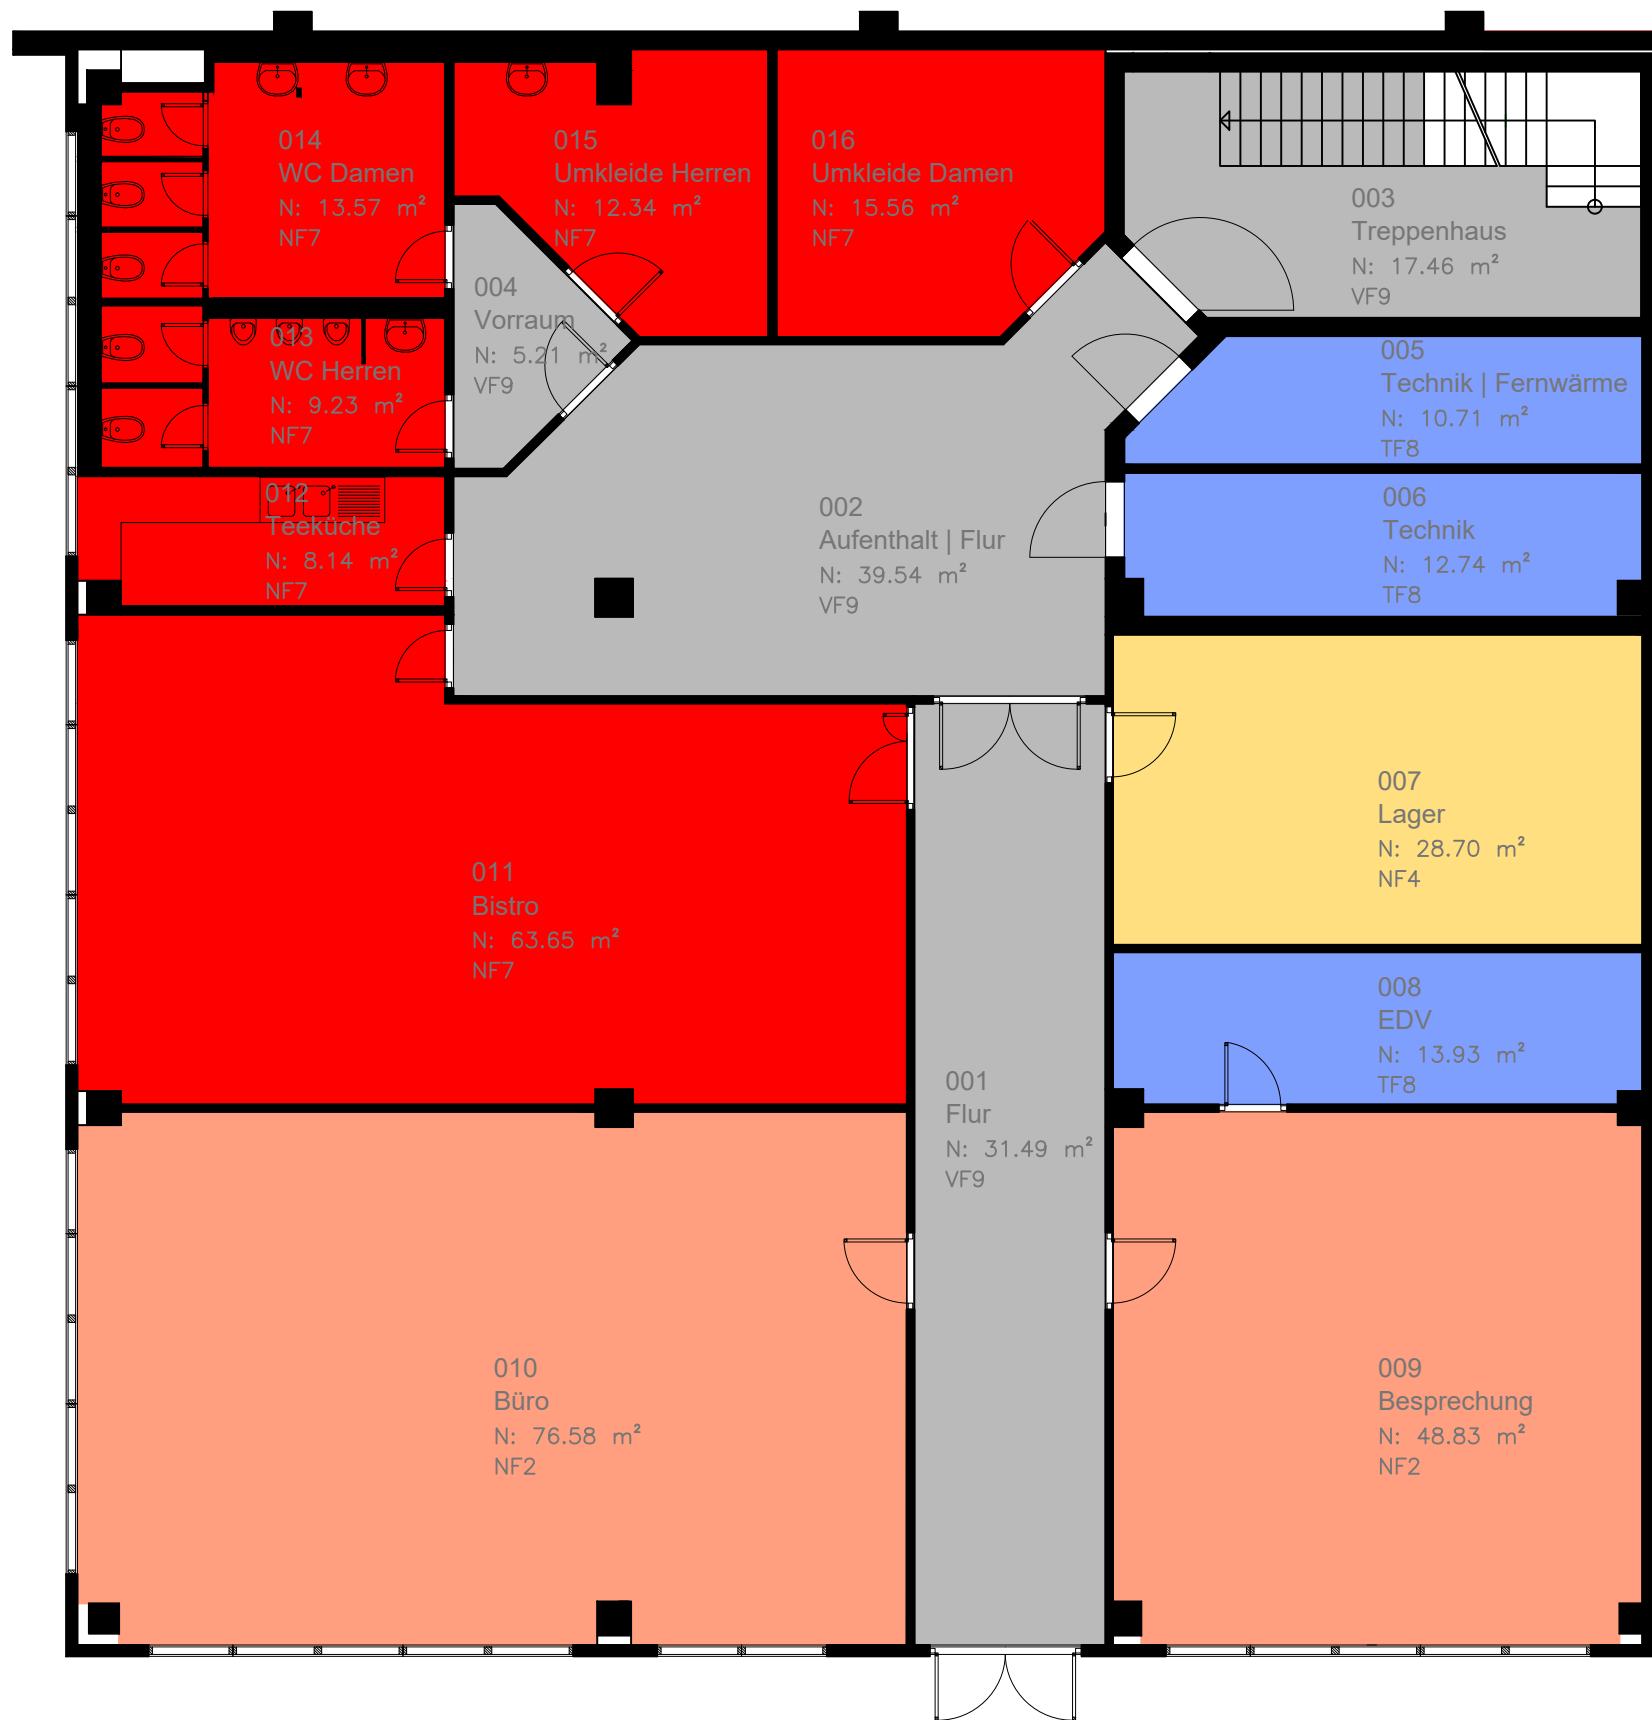 014
WC Damen
N: 13.57 m²
NF7
015
Umkleide Herren
N: 12.34 m²
NF7
016
Umkleide Damen
N: 15.56 m²
NF7
003
Treppenhaus
N: 17.46 m²
VF9
004
Vorraum
N: 5.21 m²
VF9
013
WC Herren
N: 9.23 m²
NF7
005
Technik | Fernwärme
N: 10.71 m²
TF8
012
Teeküche
N: 8.14 m²
NF7
002
Aufenthalt | Flur
N: 39.54 m²
VF9
006
Technik
N: 12.74 m²
TF8
007
Lager
N: 28.70 m²
NF4
011
Bistro
N: 63.65 m²
NF7
008
EDV
N: 13.93 m²
TF8
001
Flur
N: 31.49 m²
VF9
010
Büro
N: 76.58 m²
NF2
009
Besprechung
N: 48.83 m²
NF2